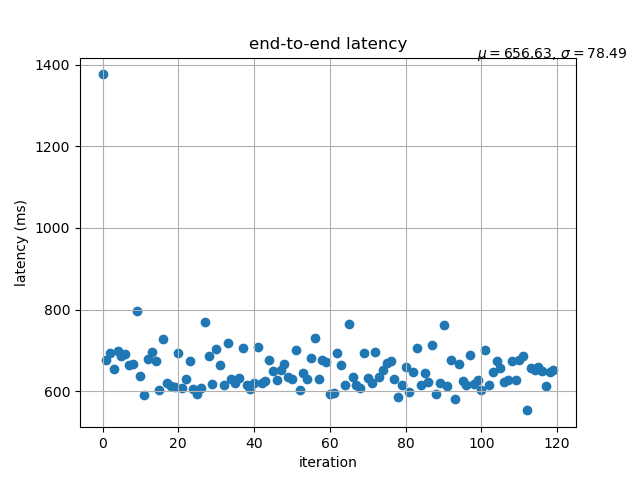 end-to-end latency
μ = 656.63, σ = 78.49
1400
1200
1000
800
600
latency (ms)
0 20 40 60 80 100 120
iteration